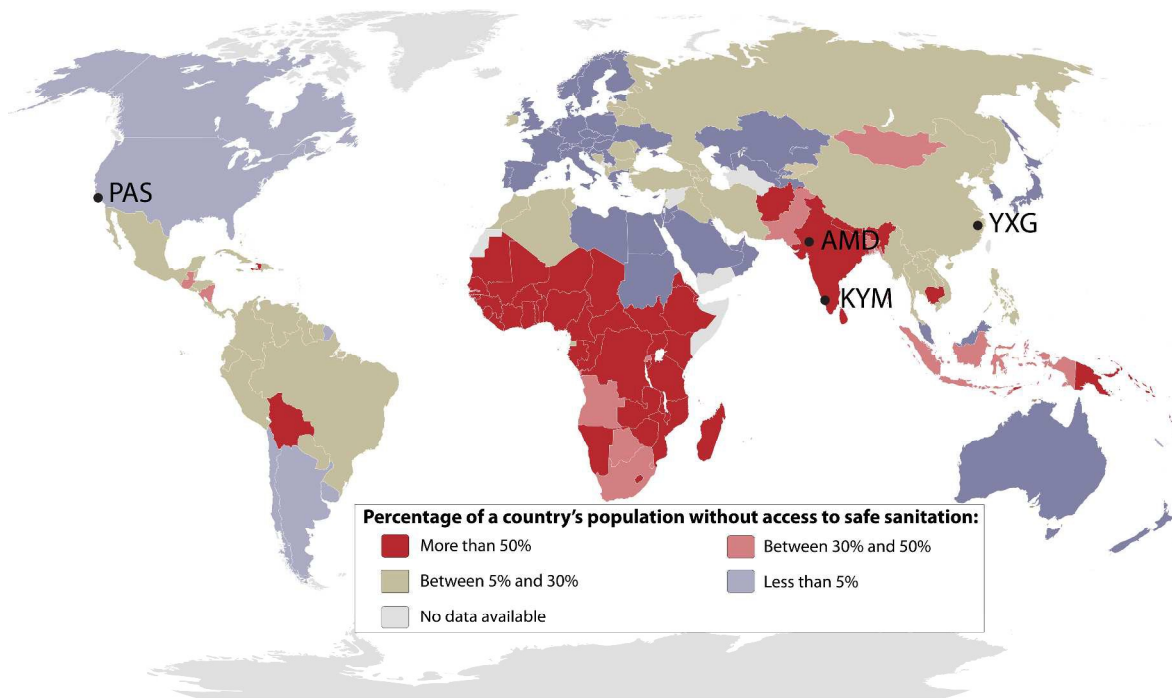 PAS
YXG
AMD
KYM
Percentage of a country’s population without access to safe sanitation:
More than 50%
Between 30% and 50%
Between 5% and 30%
Less than 5%
No data available